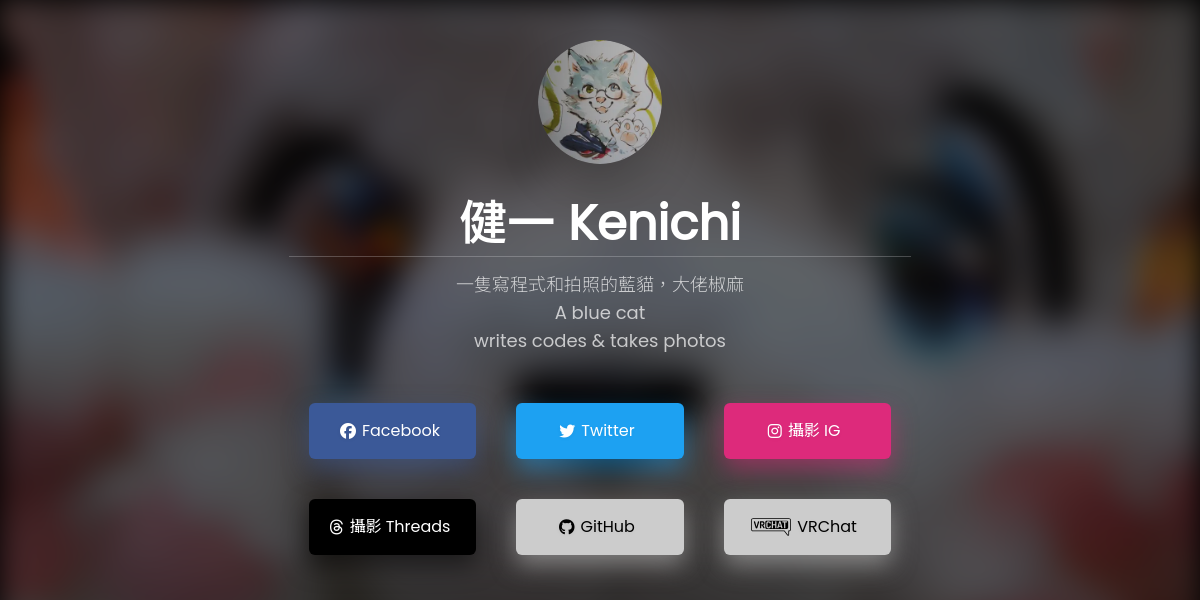 健一 Kenichi
一隻寫程式和拍照的藍貓，大佬椒麻
A blue cat
writes codes & takes photos
Facebook
Twitter
攝影 IG
攝影 Threads
GitHub
VRCHAT VRChat